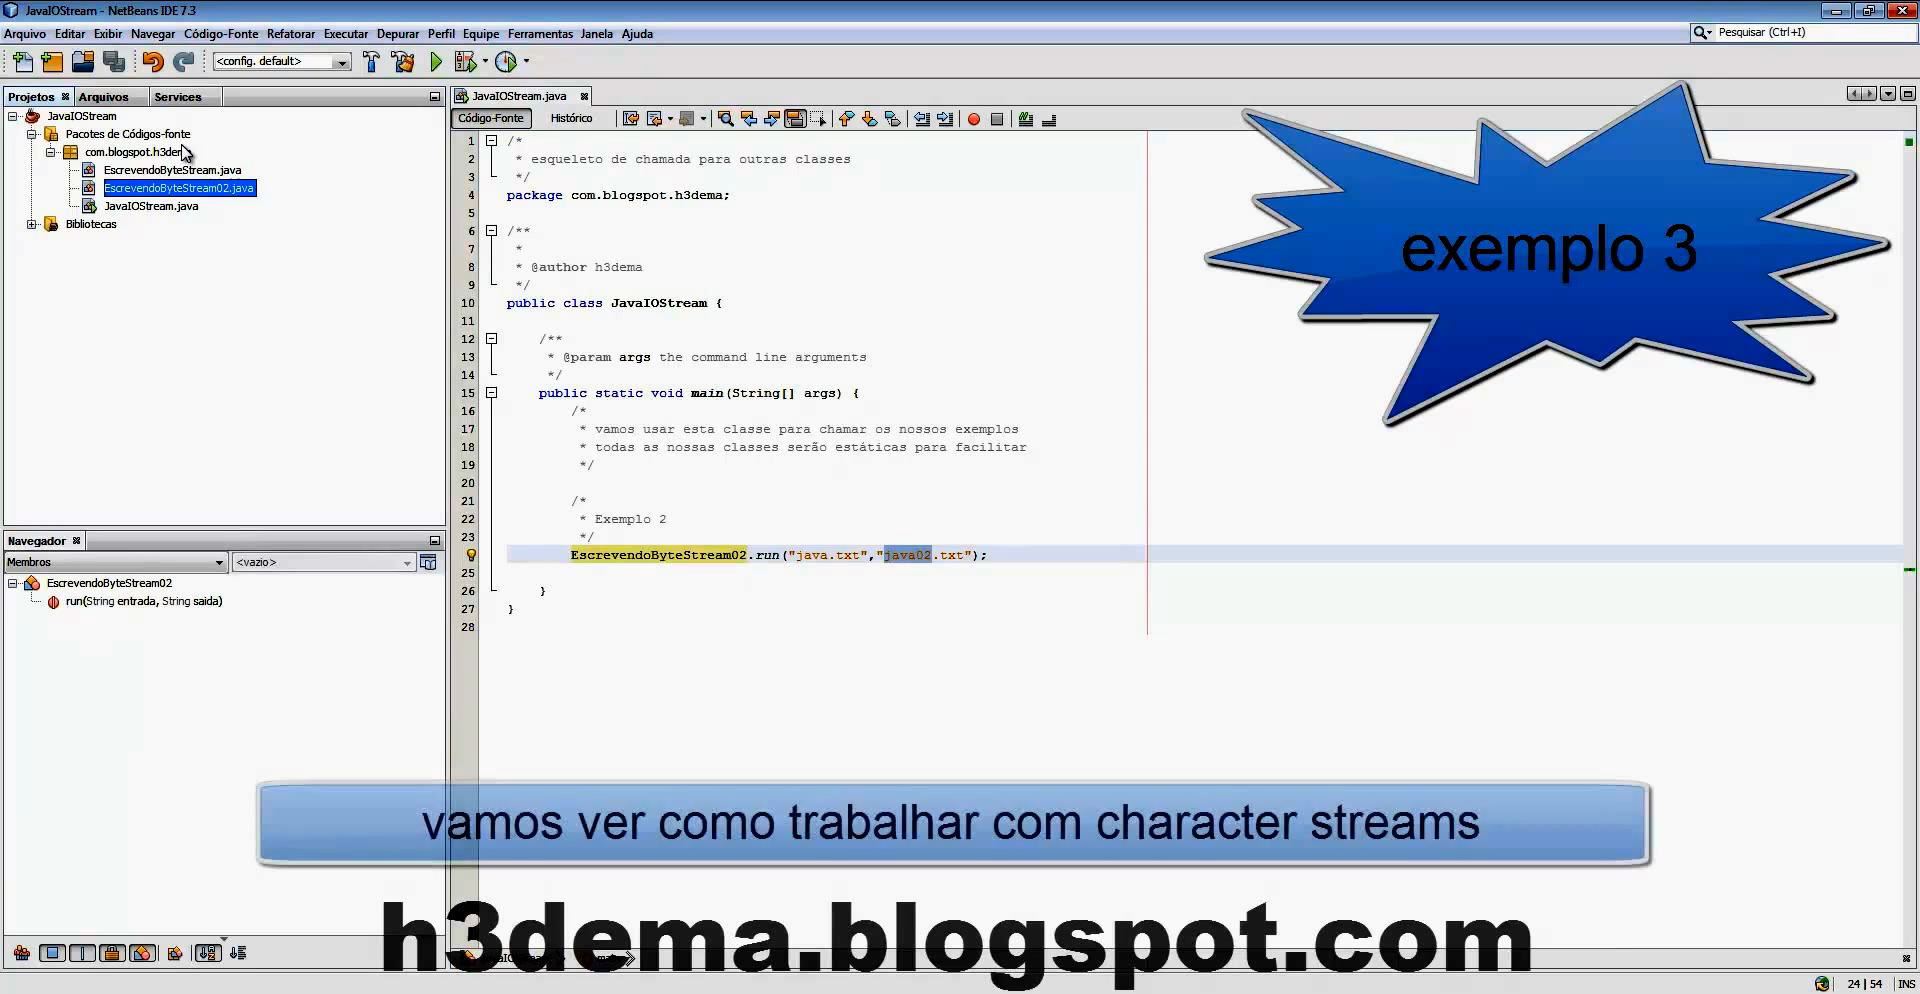 JavaIOStream - NetBeans IDE 7.3
Arquivo Editar Exibir Navegar Código-Fonte Refatorar Executar Depurar Perfil Equipe Ferramentas Janela Ajuda
Pesquisar (Ctrl+I)
<config. default>
Projetos Arquivos Services
JavaIOStream
Pacotes de Códigos-fonte
com.blogspot.h3dem
EscrevendoByteStream.java
EscrevendoByteStream02.java
JavaIOStream.java
Bibliotecas
Navegador
Membros <vazio>
EscrevendoByteStream02
run(String entrada, String saida)
JavaIOStream.java
Código-Fonte Histórico
1 /*
2 * esqueleto de chamada para outras classes
3 */
4 package com.blogspot.h3dema;
5
6 /**
7 *
8 * @author h3dema
9 */
10 public class JavaIOStream {
11
12 /**
13 * @param args the command line arguments
14 */
15 public static void main(String[] args) {
16 /*
17 * vamos usar esta classe para chamar os nossos exemplos
18 * todas as nossas classes serão estáticas para facilitar
19 */
20
21 /*
22 * Exemplo 2
23 */
EscrevendoByteStream02.run("java.txt","java02.txt");
25
26 }
27 }
28
exemplo 3
vamos ver como trabalhar com character streams
h3dema.blogspot.com
24 | 54 INS